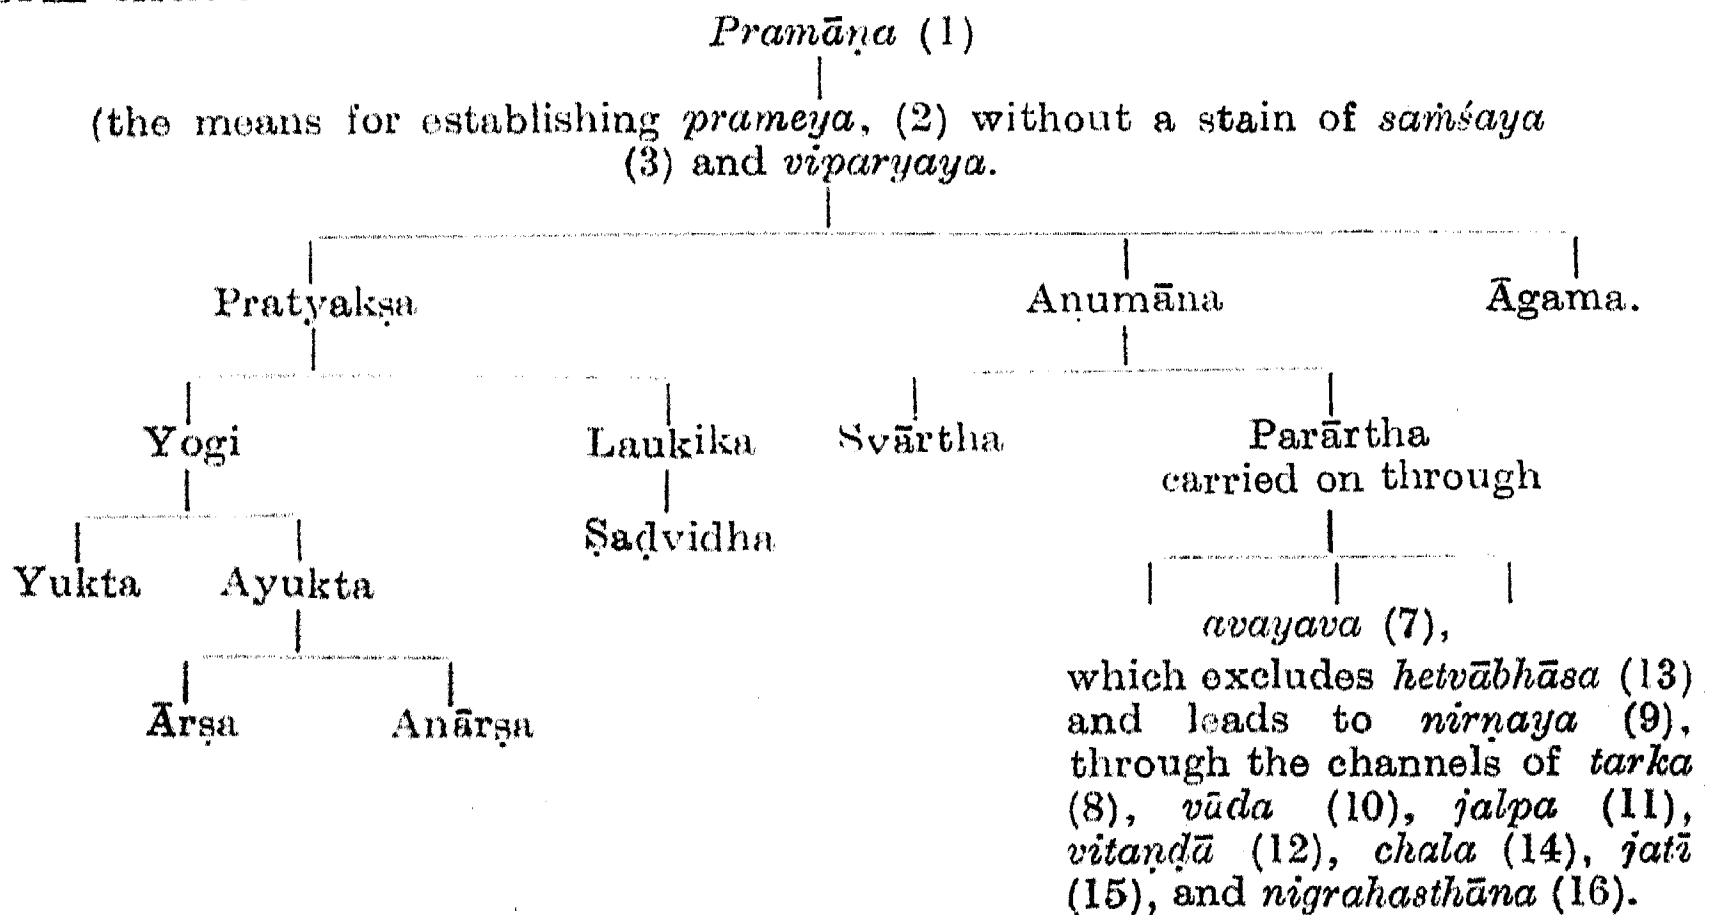 Pramāṇa (1)
(the means for establishing prameya, (2) without a stain of saṁśaya
(3) and viparyaya.
Pratyakṣa Aṇumāna Āgama.
Yogi Laukika Svārtha Parārtha
carried on through
Ṣaḍvidha
Yukta Ayukta
avayava (7),
which excludes hetvābhāsa (13)
and leads to nirṇaya (9),
through the channels of tarka
(8), vāda (10), jalpa (11),
vitaṇḍā (12), chala (14), jatī
(15), and nigrahasthāna (16).
Ārṣa Anārṣa